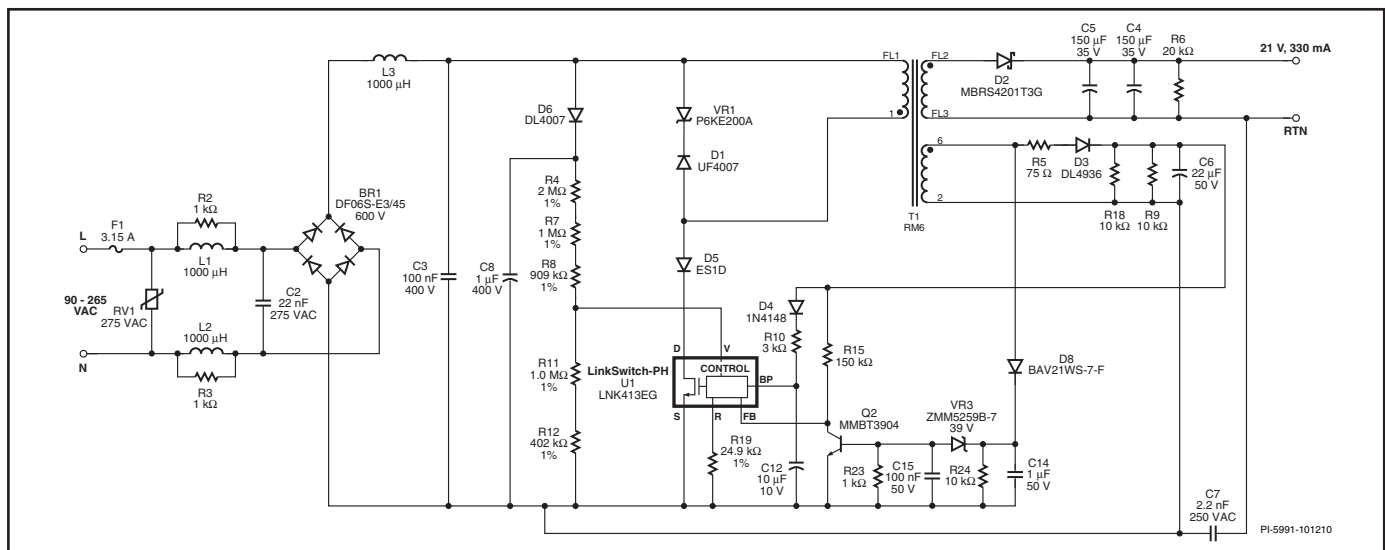 L3
1000 μH
D6
DL4007
VR1
P6KE200A
D1
UF4007
FL1
1
FL2
FL3
D2
MBRS4201T3G
C5
150 μF
35 V
C4
150 μF
35 V
R6
20 kΩ
21 V, 330 mA
RTN
6
2
T1
RM6
R5
75 Ω
D3
DL4936
R18
10 kΩ
R9
10 kΩ
C6
22 μF
50 V
R4
2 MΩ
1%
R7
1 MΩ
1%
R8
909 kΩ
1%
R2
1 kΩ
BR1
DF06S-E3/45
600 V
F1
3.15 A
L
L1
1000 μH
90 - 265
VAC
RV1
275 VAC
C2
22 nF
275 VAC
L2
1000 μH
N
R3
1 kΩ
C3
100 nF
400 V
C8
1 μF
400 V
D5
ES1D
D4
1N4148
R10
3 kΩ
R15
150 kΩ
R11
1.0 MΩ
1%
R12
402 kΩ
1%
LinkSwitch-PH
U1
LNK413EG
D
V
CONTROL
BP
S
R
FB
R19
24.9 kΩ
1%
C12
10 μF
10 V
Q2
MMBT3904
D8
BAV21WS-7-F
VR3
ZMM5259B-7
39 V
R23
1 kΩ
C15
100 nF
50 V
R24
10 kΩ
C14
1 μF
50 V
C7
2.2 nF
250 VAC
PI-5991-101210